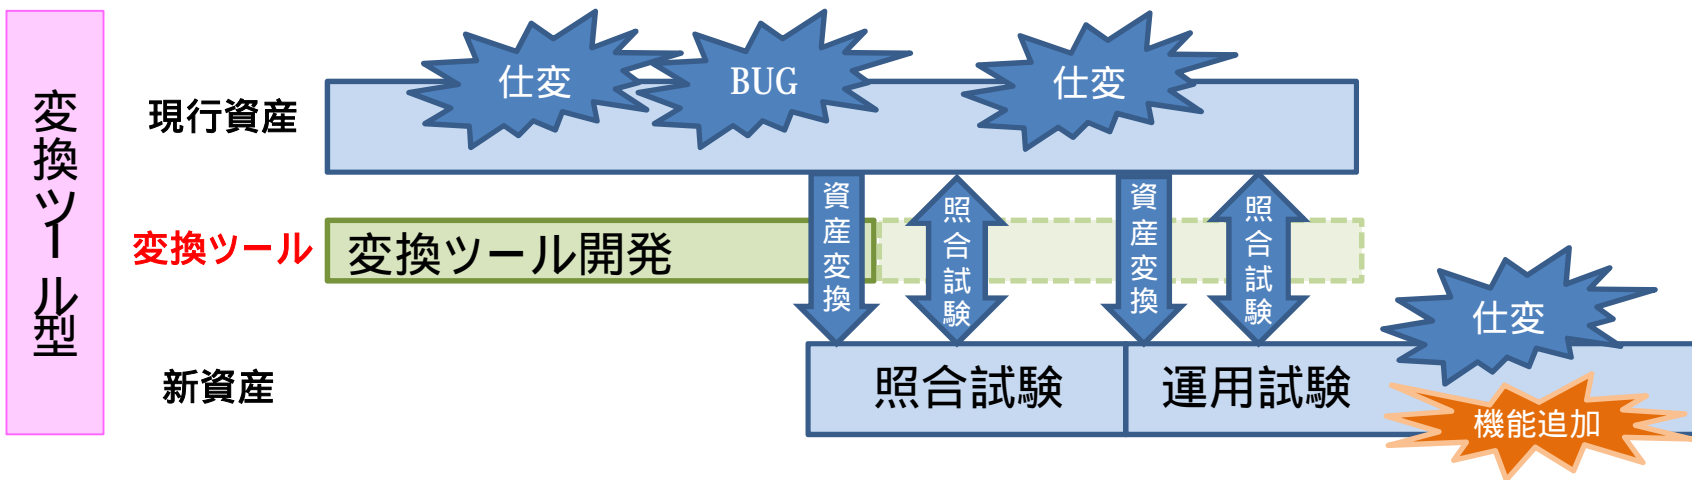 変換ツール型
仕変
BUG
仕変
現行資産
資産変換
照合試験
資産変換
照合試験
変換ツール
変換ツール開発
仕変
新資産
照合試験
運用試験
機能追加